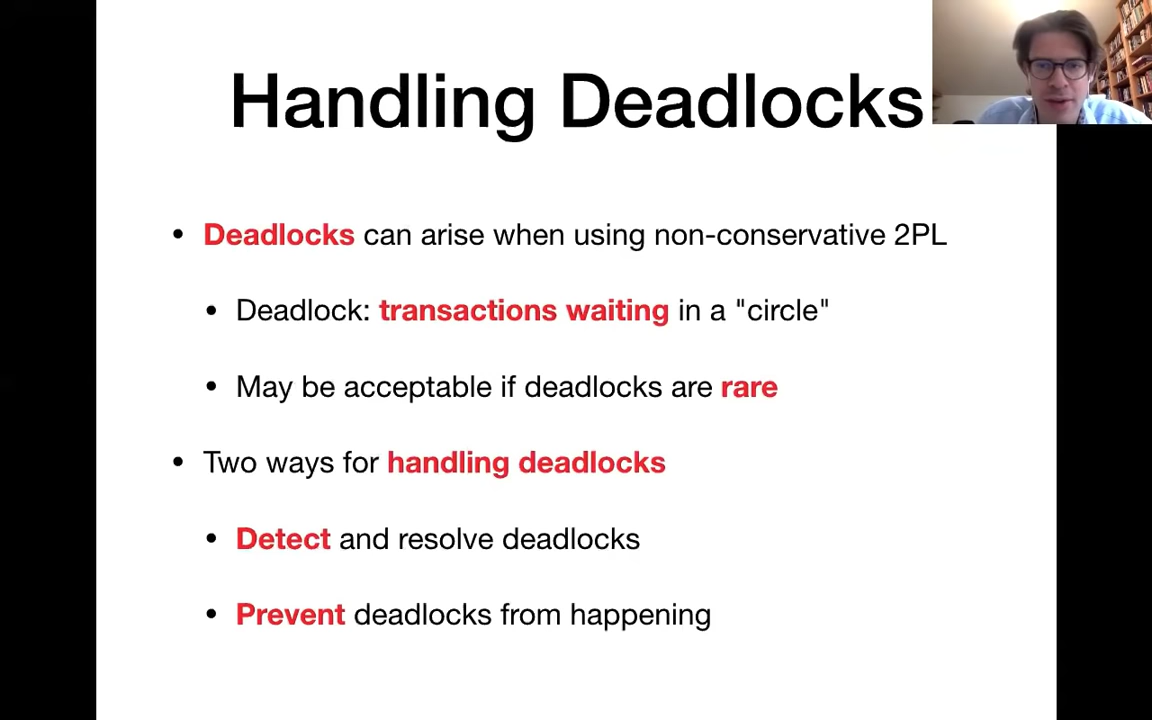 Handling Deadlocks
• Deadlocks can arise when using non-conservative 2PL
• Deadlock: transactions waiting in a "circle"
• May be acceptable if deadlocks are rare
• Two ways for handling deadlocks
• Detect and resolve deadlocks
• Prevent deadlocks from happening